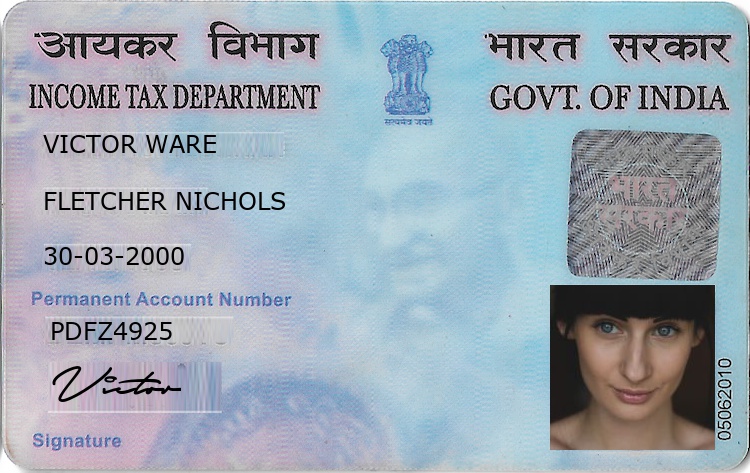 आयकर विभाग
भारत सरकार
INCOME TAX DEPARTMENT
GOVT. OF INDIA
सत्यमेव जयते
VICTOR WARE
भारत
सरकार
FLETCHER NICHOLS
30-03-2000
Permanent Account Number
PDFZ4925
Victor
05062010
Signature